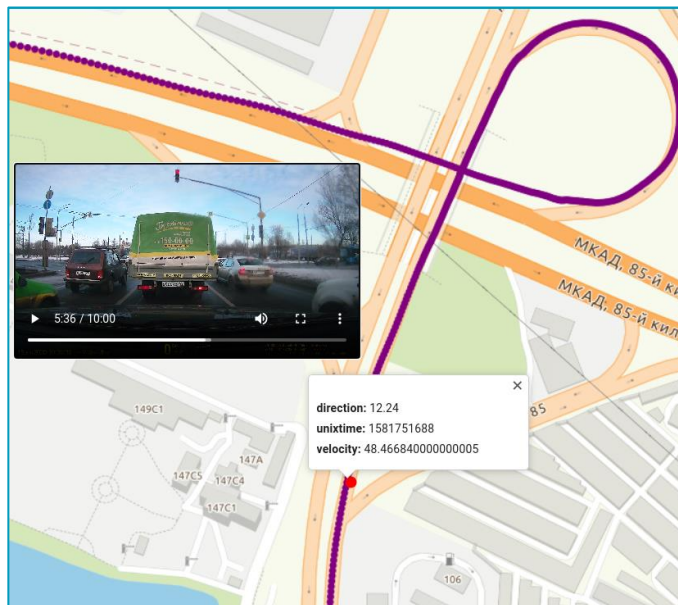 5:36 / 10:00
МКАД, 85-й кил
МКАД, 85-й кил
direction: 12.24
85
unixtime: 1581751688
velocity: 48.466840000000005
149С1
147А
147С5
147С4
147С1
106